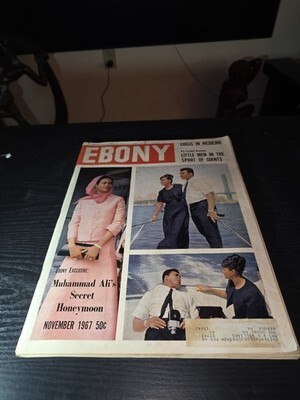 EBONY
CRISIS IN MEDICINE
LITTLE MEN IN THE
SPORT OF GIANTS
EBONY EXCLUSIVE:
Muhammad Ali's
Secret
Honeymoon
NOVEMBER 1967 50¢